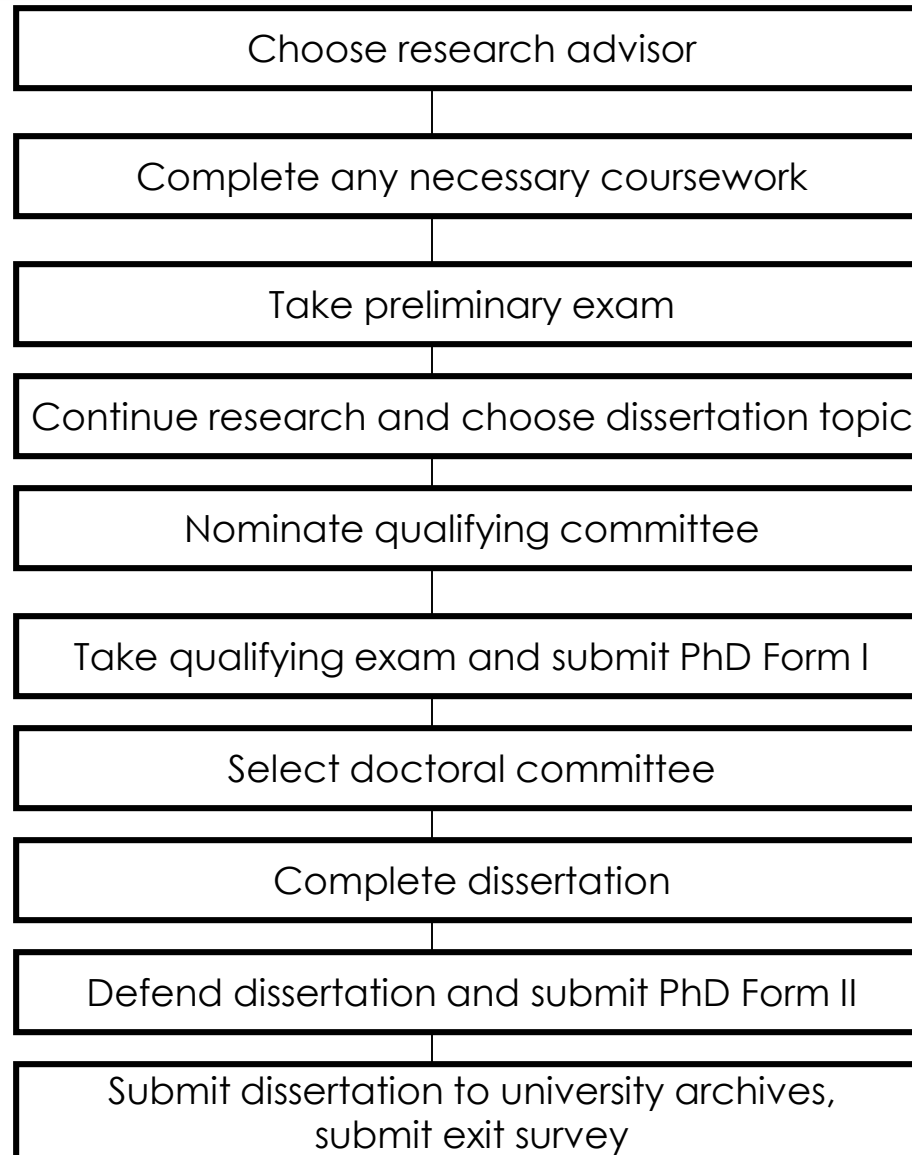 Choose research advisor
Complete any necessary coursework
Take preliminary exam
Continue research and choose dissertation topic
Nominate qualifying committee
Take qualifying exam and submit PhD Form I
Select doctoral committee
Complete dissertation
Defend dissertation and submit PhD Form II
Submit dissertation to university archives,
submit exit survey